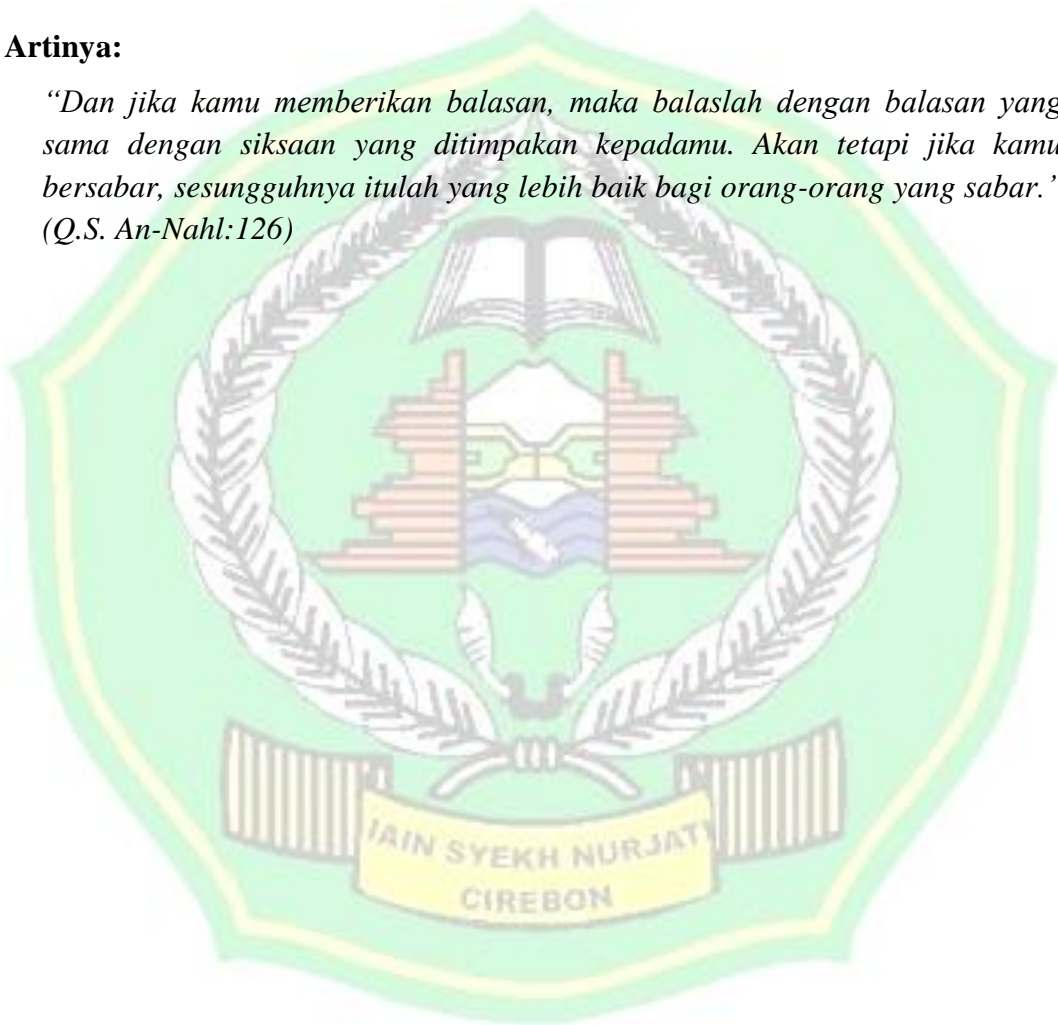 Artinya:
“Dan jika kamu memberikan balasan, maka balaslah dengan balasan yang
sama dengan siksaan yang ditimpakan kepadamu. Akan tetapi jika kamu
bersabar, sesungguhnya itulah yang lebih baik bagi orang-orang yang sabar.’
(Q.S. An-Nahl:126)
IAIN SYEKH NURJATI
CIREBON